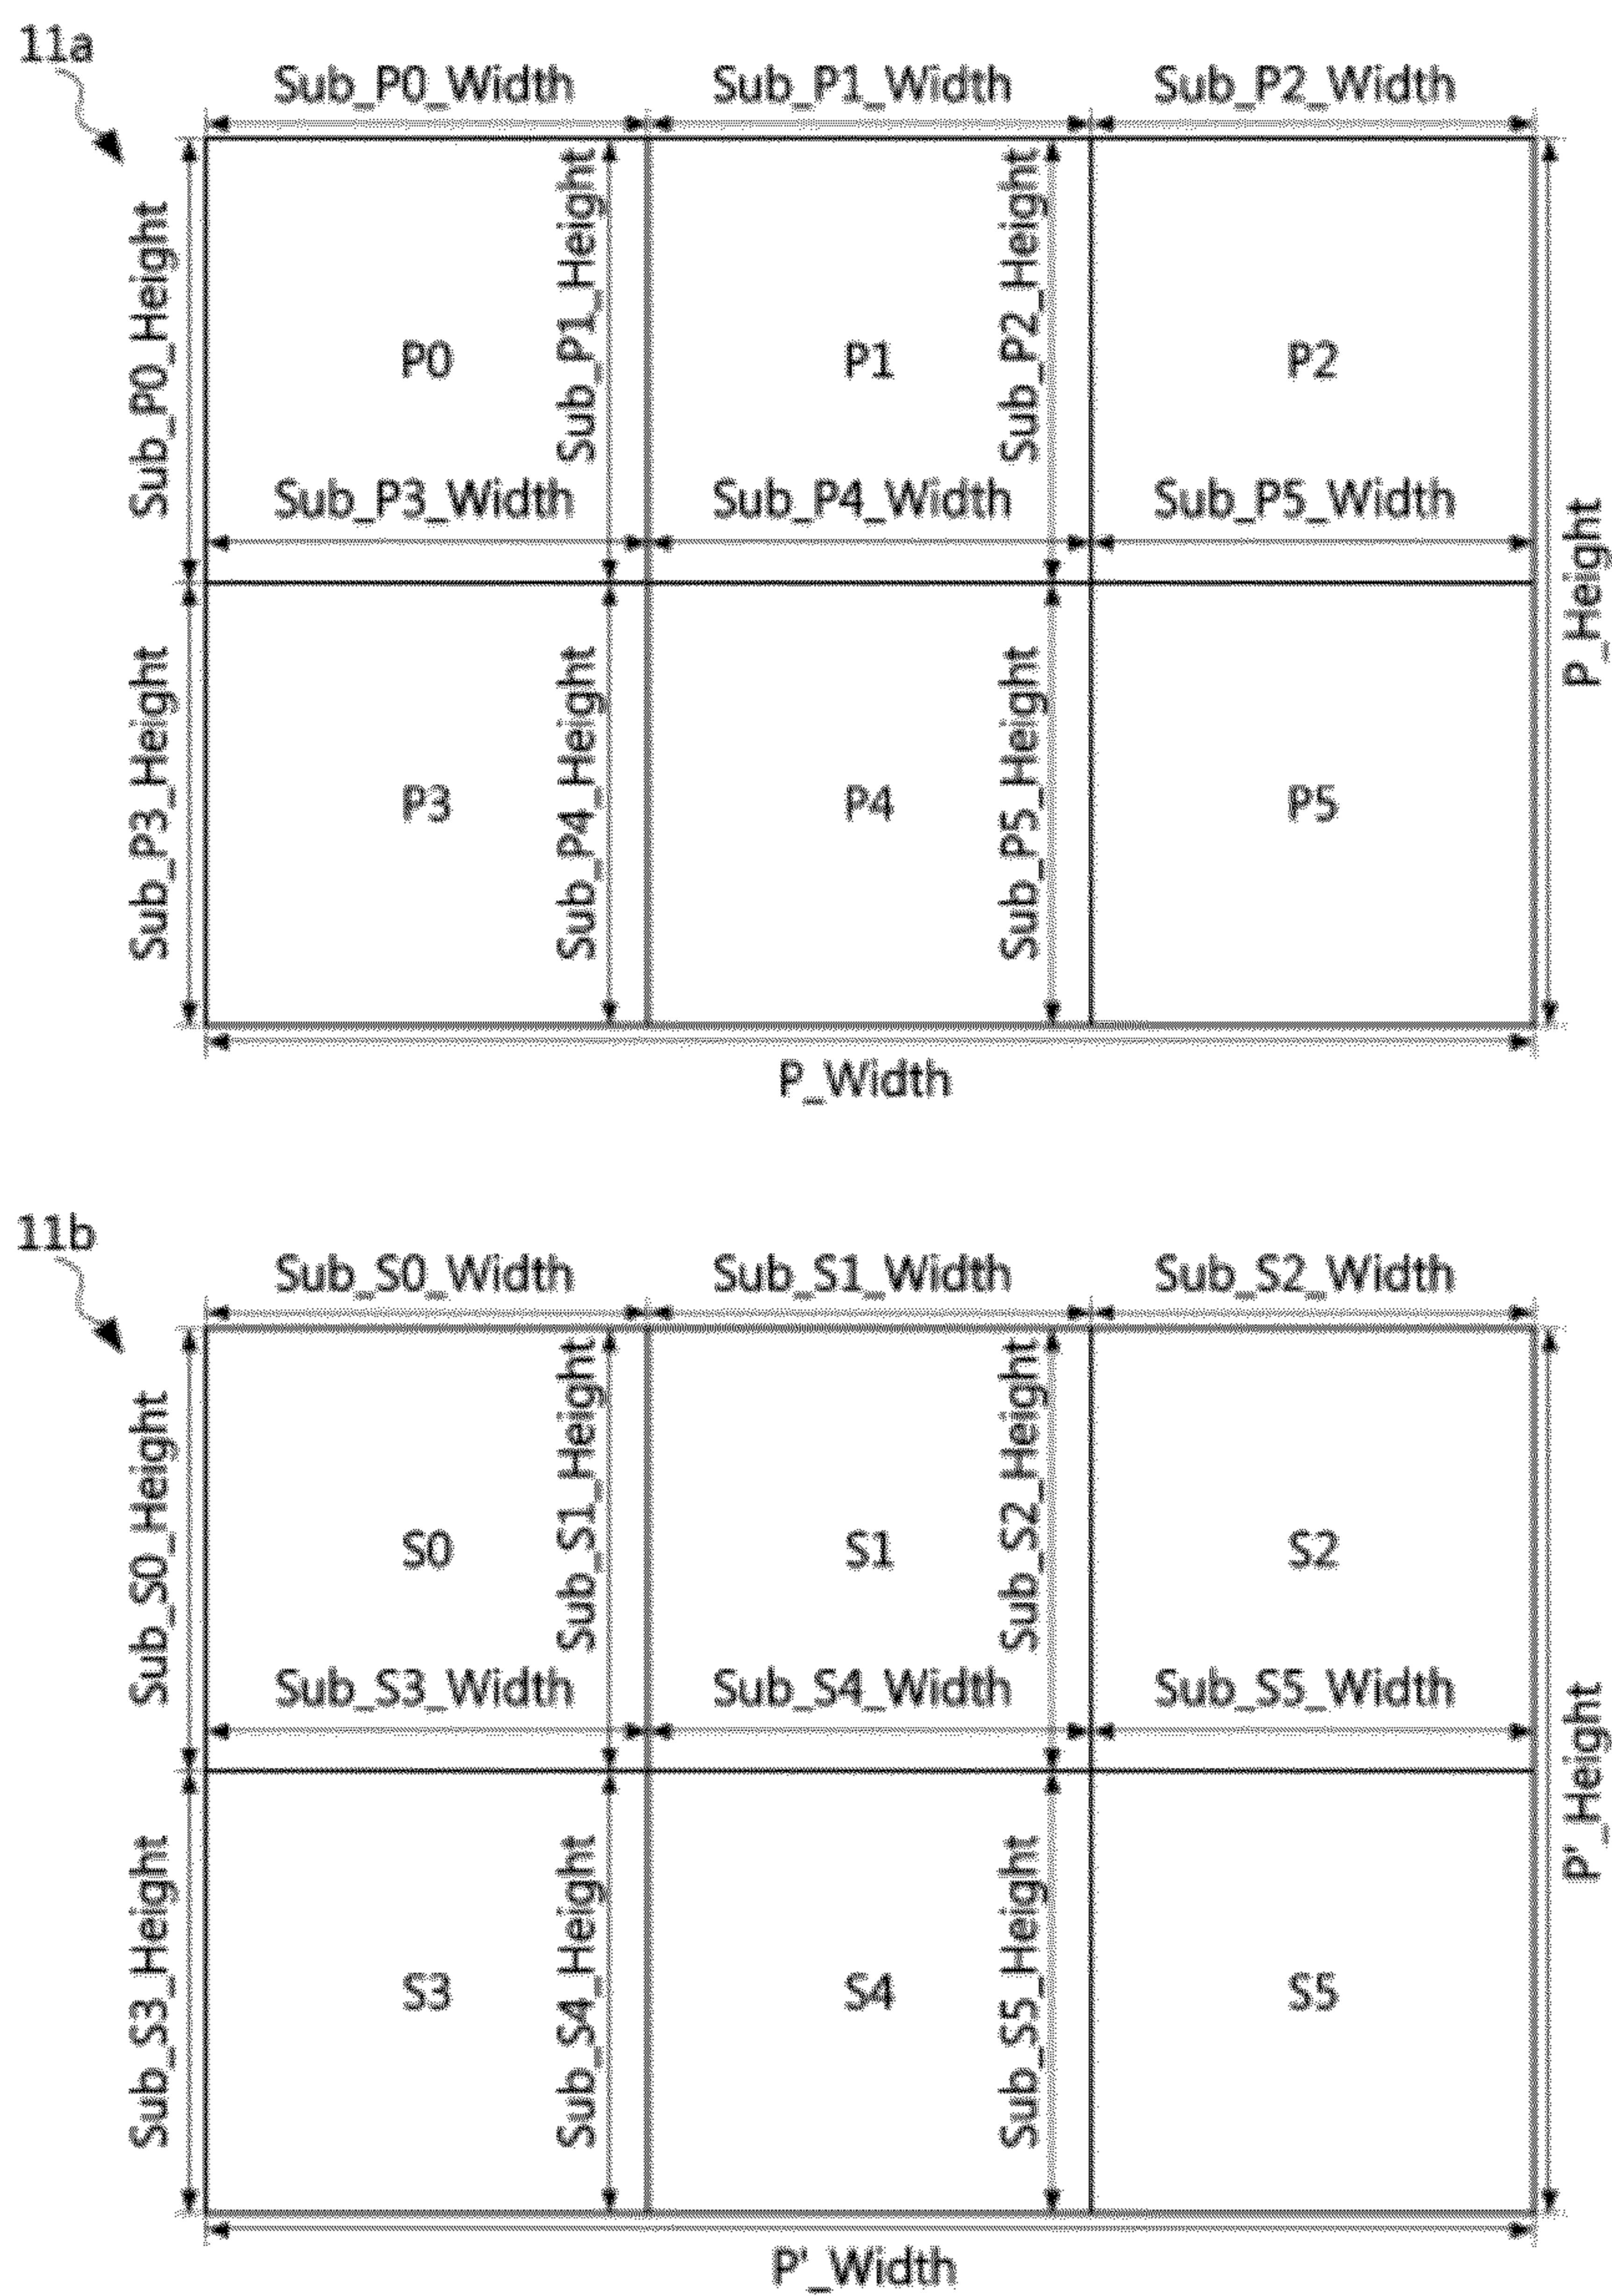 11a
Sub_P0_Width Sub_P1_Width Sub_P2_Width
Sub_P0_Height Sub_P1_Height Sub_P2_Height
P0 P1 P2
Sub_P3_Width Sub_P4_Width Sub_P5_Width
P_Height
Sub_P3_Height Sub_P4_Height Sub_P5_Height
P3 P4 P5
P_Width
11b
Sub_S0_Width Sub_S1_Width Sub_S2_Width
Sub_S0_Height Sub_S1_Height Sub_S2_Height
S0 S1 S2
Sub_S3_Width Sub_S4_Width Sub_S5_Width
P'_Height
Sub_S3_Height Sub_S4_Height Sub_S5_Height
S3 S4 S5
P'_Width